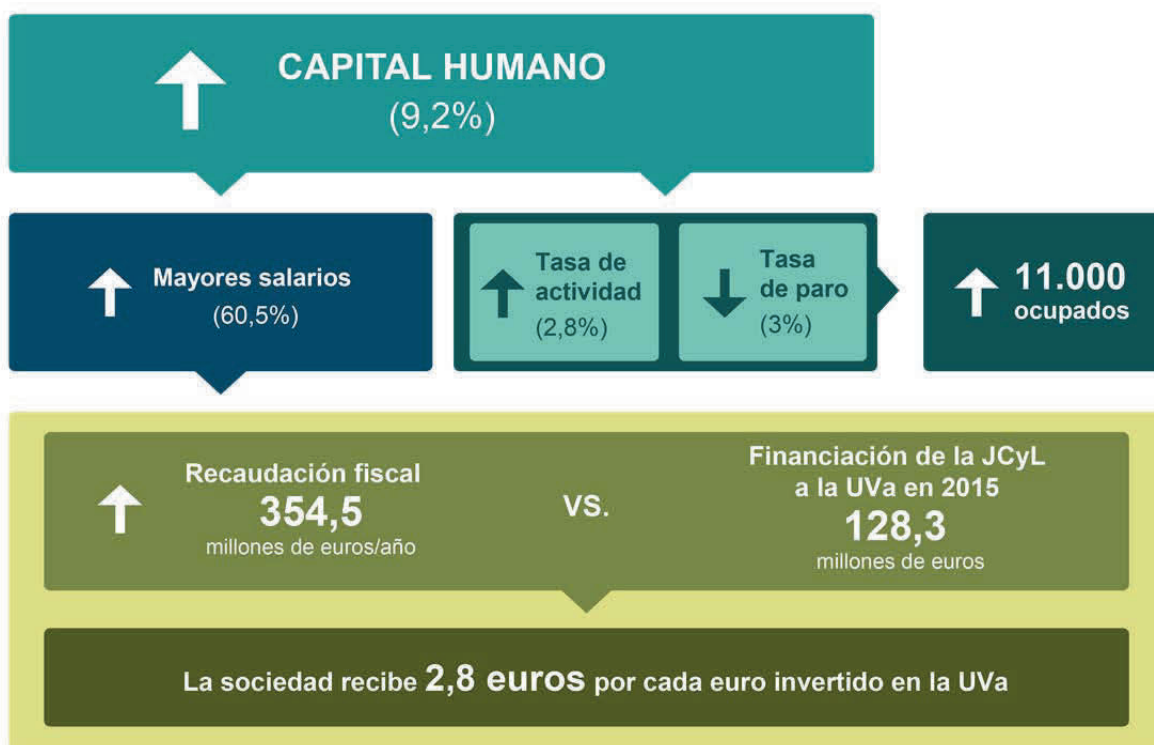 CAPITAL HUMANO
(9,2%)
Mayores salarios
(60,5%)
Tasa de
actividad
(2,8%)
Tasa
de paro
(3%)
11.000
ocupados
Recaudación fiscal
354,5
millones de euros/año
VS.
Financiación de la JCyL
a la UVa en 2015
128,3
millones de euros
La sociedad recibe 2,8 euros por cada euro invertido en la UVa